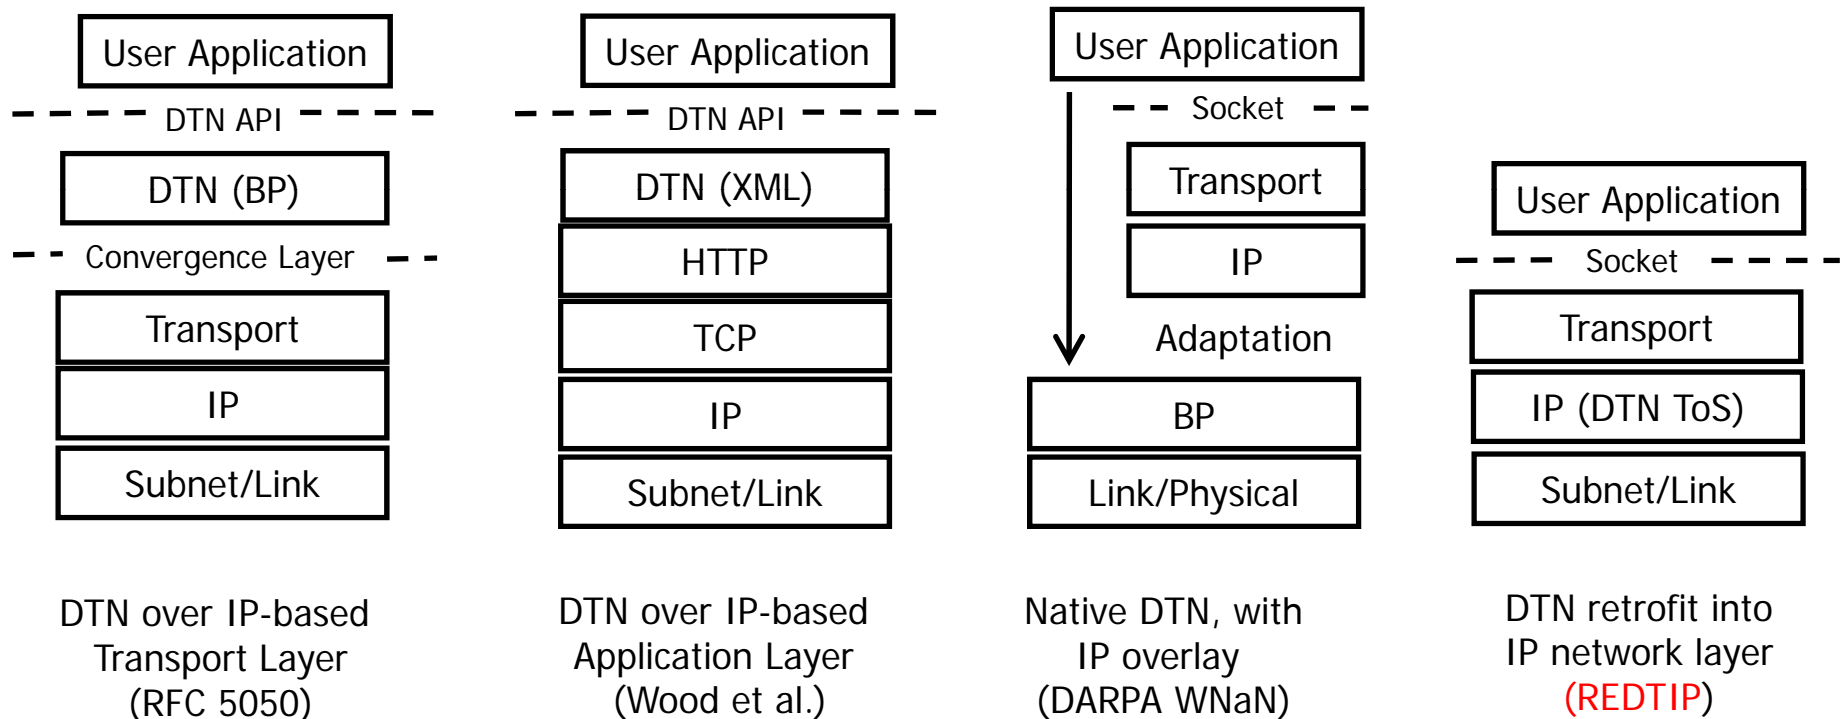 User Application
DTN API
DTN (BP)
Convergence Layer
Transport
IP
Subnet/Link
DTN over IP-based
Transport Layer
(RFC 5050)
User Application
DTN API
DTN (XML)
HTTP
TCP
IP
Subnet/Link
DTN over IP-based
Application Layer
(Wood et al.)
User Application
Socket
Transport
IP
Adaptation
BP
Link/Physical
Native DTN, with
IP overlay
(DARPA WNaN)
User Application
Socket
Transport
IP (DTN ToS)
Subnet/Link
DTN retrofit into
IP network layer
(REDTIP)